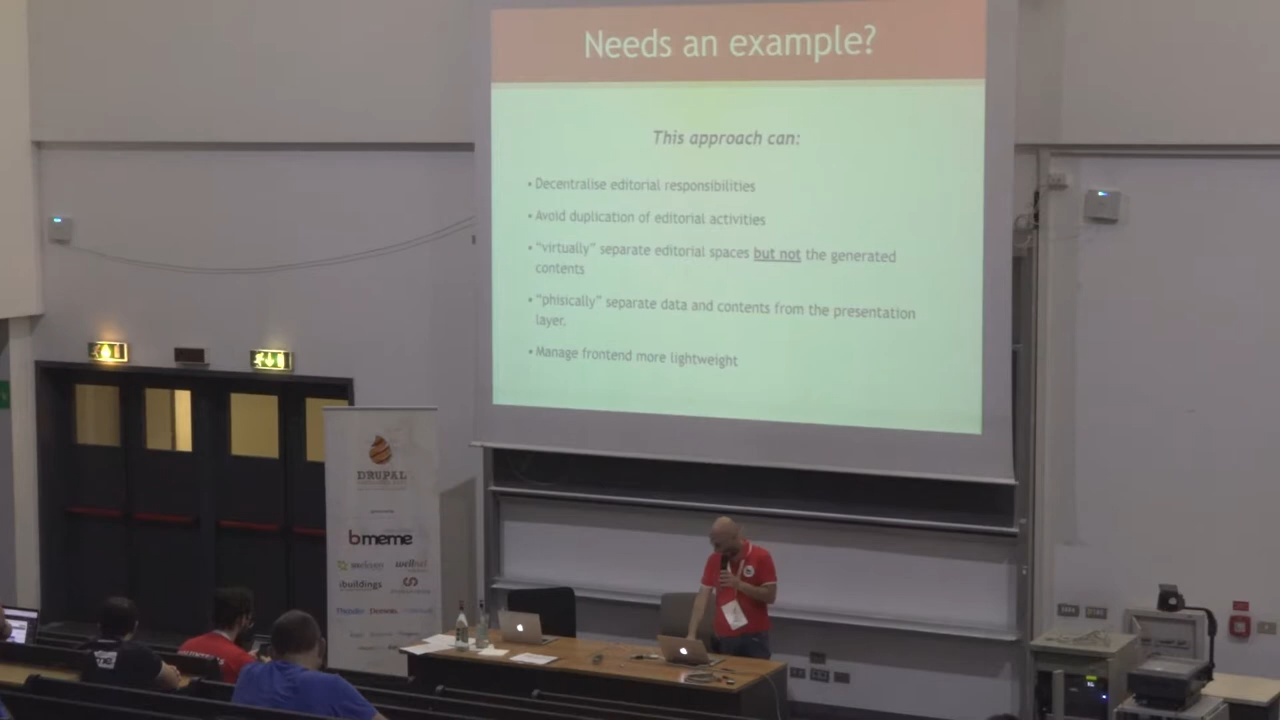 Needs an example?
This approach can:
• Decentralise editorial responsibilities
• Avoid duplication of editorial activities
• "virtually" separate editorial spaces but not the generated
contents
• "phisically" separate data and contents from the presentation
layer.
• Manage frontend more lightweight
DRUPAL
bmeme
wellnet
ibuildings
Thunder